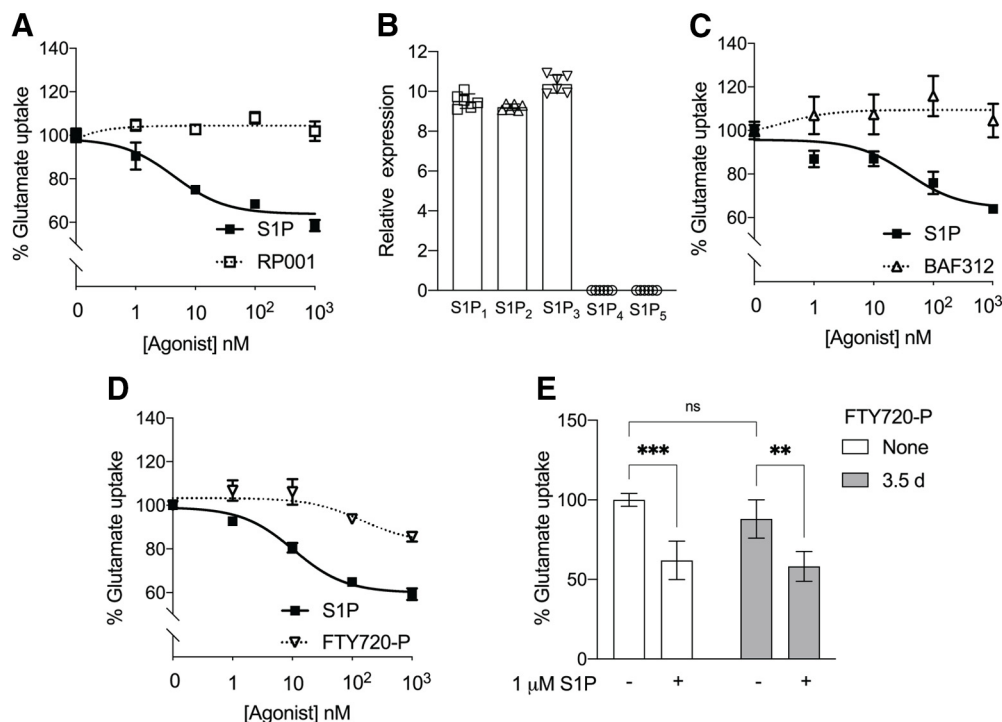 A
140
120
100
80
60
% Glutamate uptake
S1P
RP001
0
1
10
10²
10³
[Agonist] nM
B
12
10
8
6
4
2
0
Relative expression
S1P₁
S1P₂
S1P₃
S1P₄
S1P₅
C
140
120
100
80
60
% Glutamate uptake
S1P
BAF312
0
1
10
10²
10³
[Agonist] nM
D
140
120
100
80
60
% Glutamate uptake
S1P
FTY720-P
0
1
10
10²
10³
[Agonist] nM
E
150
100
50
0
% Glutamate uptake
ns
***
**
FTY720-P
None
3.5 d
1 μM S1P - + - +